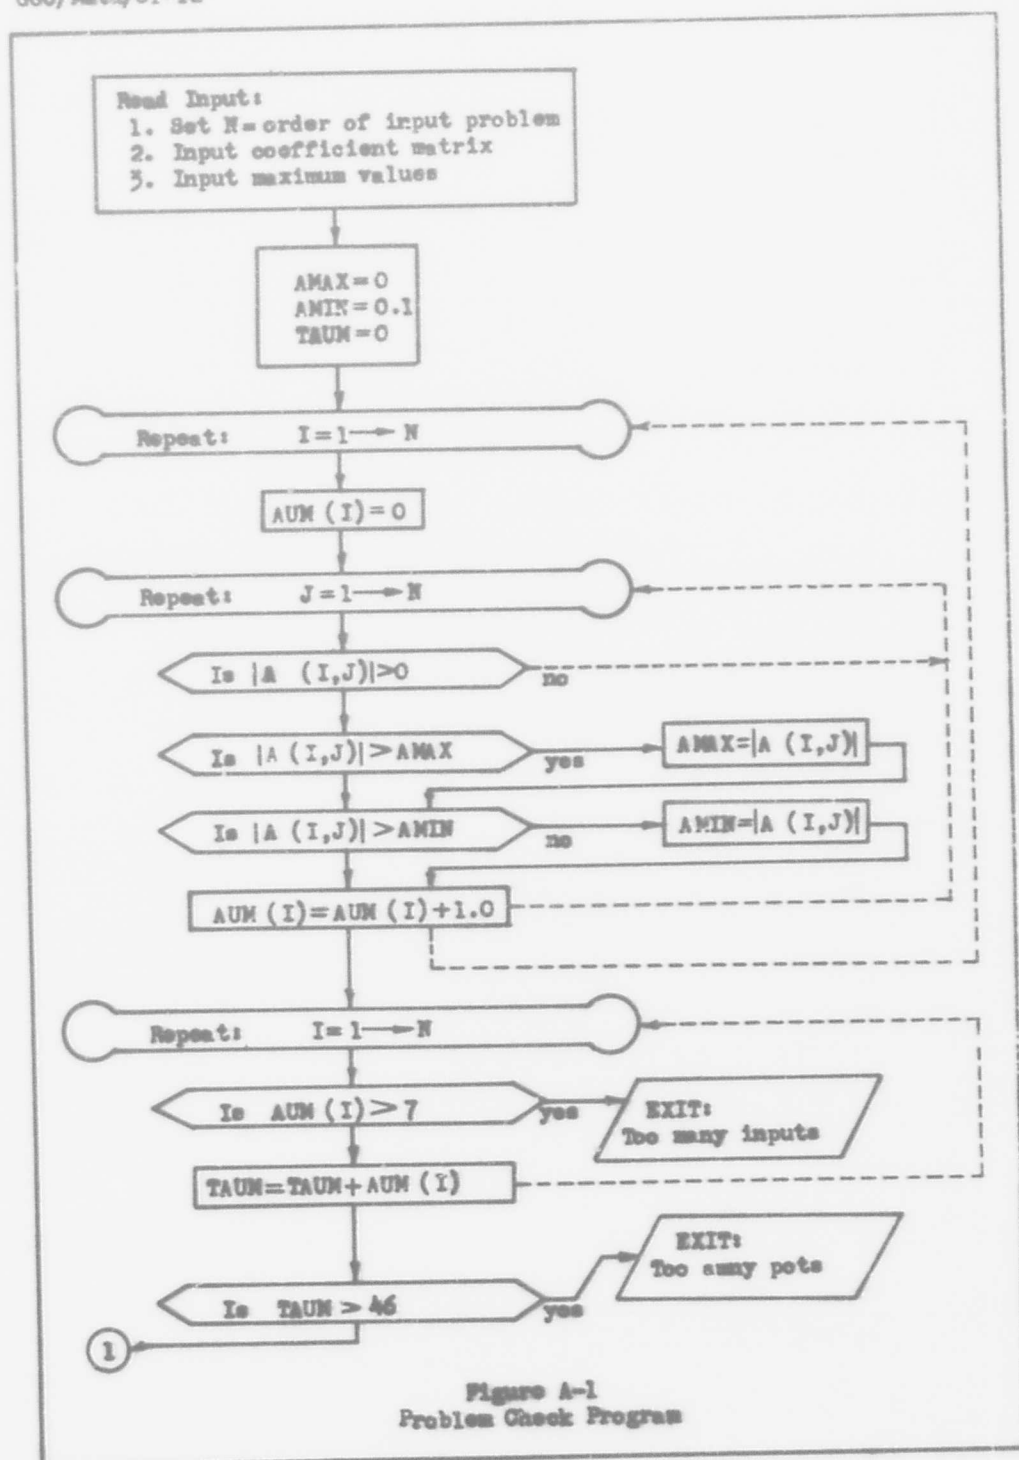 Read Input:
1. Set N=order of input problem
2. Input coefficient matrix
3. Input maximum values
AMAX=0
AMIN=0.1
TAUM=0
Repeat: I=1→N
AUM (I)=0
Repeat: J=1→N
Is |A (I,J)|>0
no
Is |A (I,J)|>AMAX
yes
AMAX=|A (I,J)|
Is |A (I,J)|>AMIN
no
AMIN=|A (I,J)|
AUM (I)=AUM (I)+1.0
Repeat: I=1→N
Is AUM (I)>7
yes
EXIT:
Too many inputs
TAUM=TAUM+AUM (I)
EXIT:
Too amny pots
Is TAUM>46
yes
1
Figure A-1
Problem Check Program